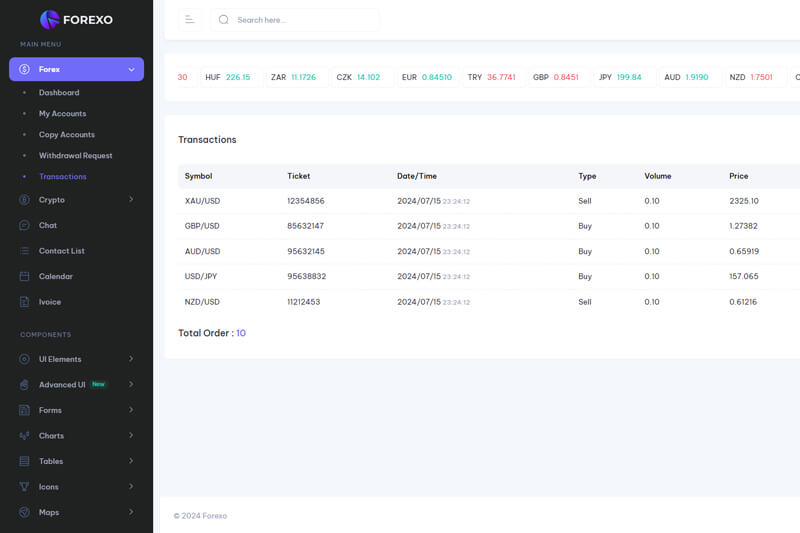 FOREXO
MAIN MENU
Forex
Dashboard
My Accounts
Copy Accounts
Withdrawal Request
Transactions
Crypto
Chat
Contact List
Calendar
Ivoice
COMPONENTS
UI Elements
Advanced UI New
Forms
Charts
Tables
Icons
Maps
Search here...
30 HUF 226.15 ZAR 11.1726 CZK 14.102 EUR 0.84510 TRY 36.7741 GBP 0.8451 JPY 199.84 AUD 1.9190 NZD 1.7501
Transactions
Symbol Ticket Date/Time Type Volume Price
XAU/USD 12354856 2024/07/15 23:24:12 Sell 0.10 2325.10
GBP/USD 85632147 2024/07/15 23:24:12 Buy 0.10 1.27382
AUD/USD 95632145 2024/07/15 23:24:12 Buy 0.10 0.65919
USD/JPY 95638832 2024/07/15 23:24:12 Buy 0.10 157.065
NZD/USD 11212453 2024/07/15 23:24:12 Sell 0.10 0.61216
Total Order : 10
© 2024 Forexo